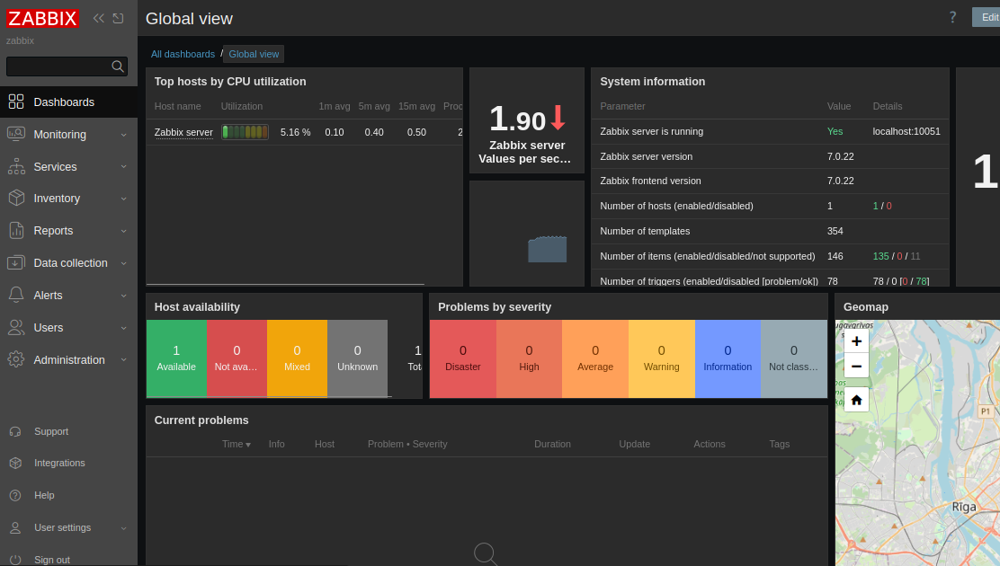 ZABBIX
zabbix
Dashboards
Monitoring
Services
Inventory
Reports
Data collection
Alerts
Users
Administration
Support
Integrations
Help
User settings
Sign out
Global view
?
Edit
All dashboards / Global view
Top hosts by CPU utilization
Host name Utilization 1m avg 5m avg 15m avg Proc
Zabbix server 5.16 % 0.10 0.40 0.50 2
1.90
Zabbix server
Values per sec…
System information
Parameter Value Details
Zabbix server is running Yes localhost:10051
Zabbix server version 7.0.22
Zabbix frontend version 7.0.22
Number of hosts (enabled/disabled) 1 1 / 0
Number of templates 354
Number of items (enabled/disabled/not supported) 146 135 / 0 / 11
Number of triggers (enabled/disabled [problem/ok]) 78 78 / 0 [0 / 78]
1
Host availability
1 Available
0 Not ava…
0 Mixed
0 Unknown
1 Tot
Problems by severity
0 Disaster
0 High
0 Average
0 Warning
0 Information
0 Not class…
Geomap
+
−
P1
Rīga
Current problems
Time Info Host Problem • Severity Duration Update Actions Tags